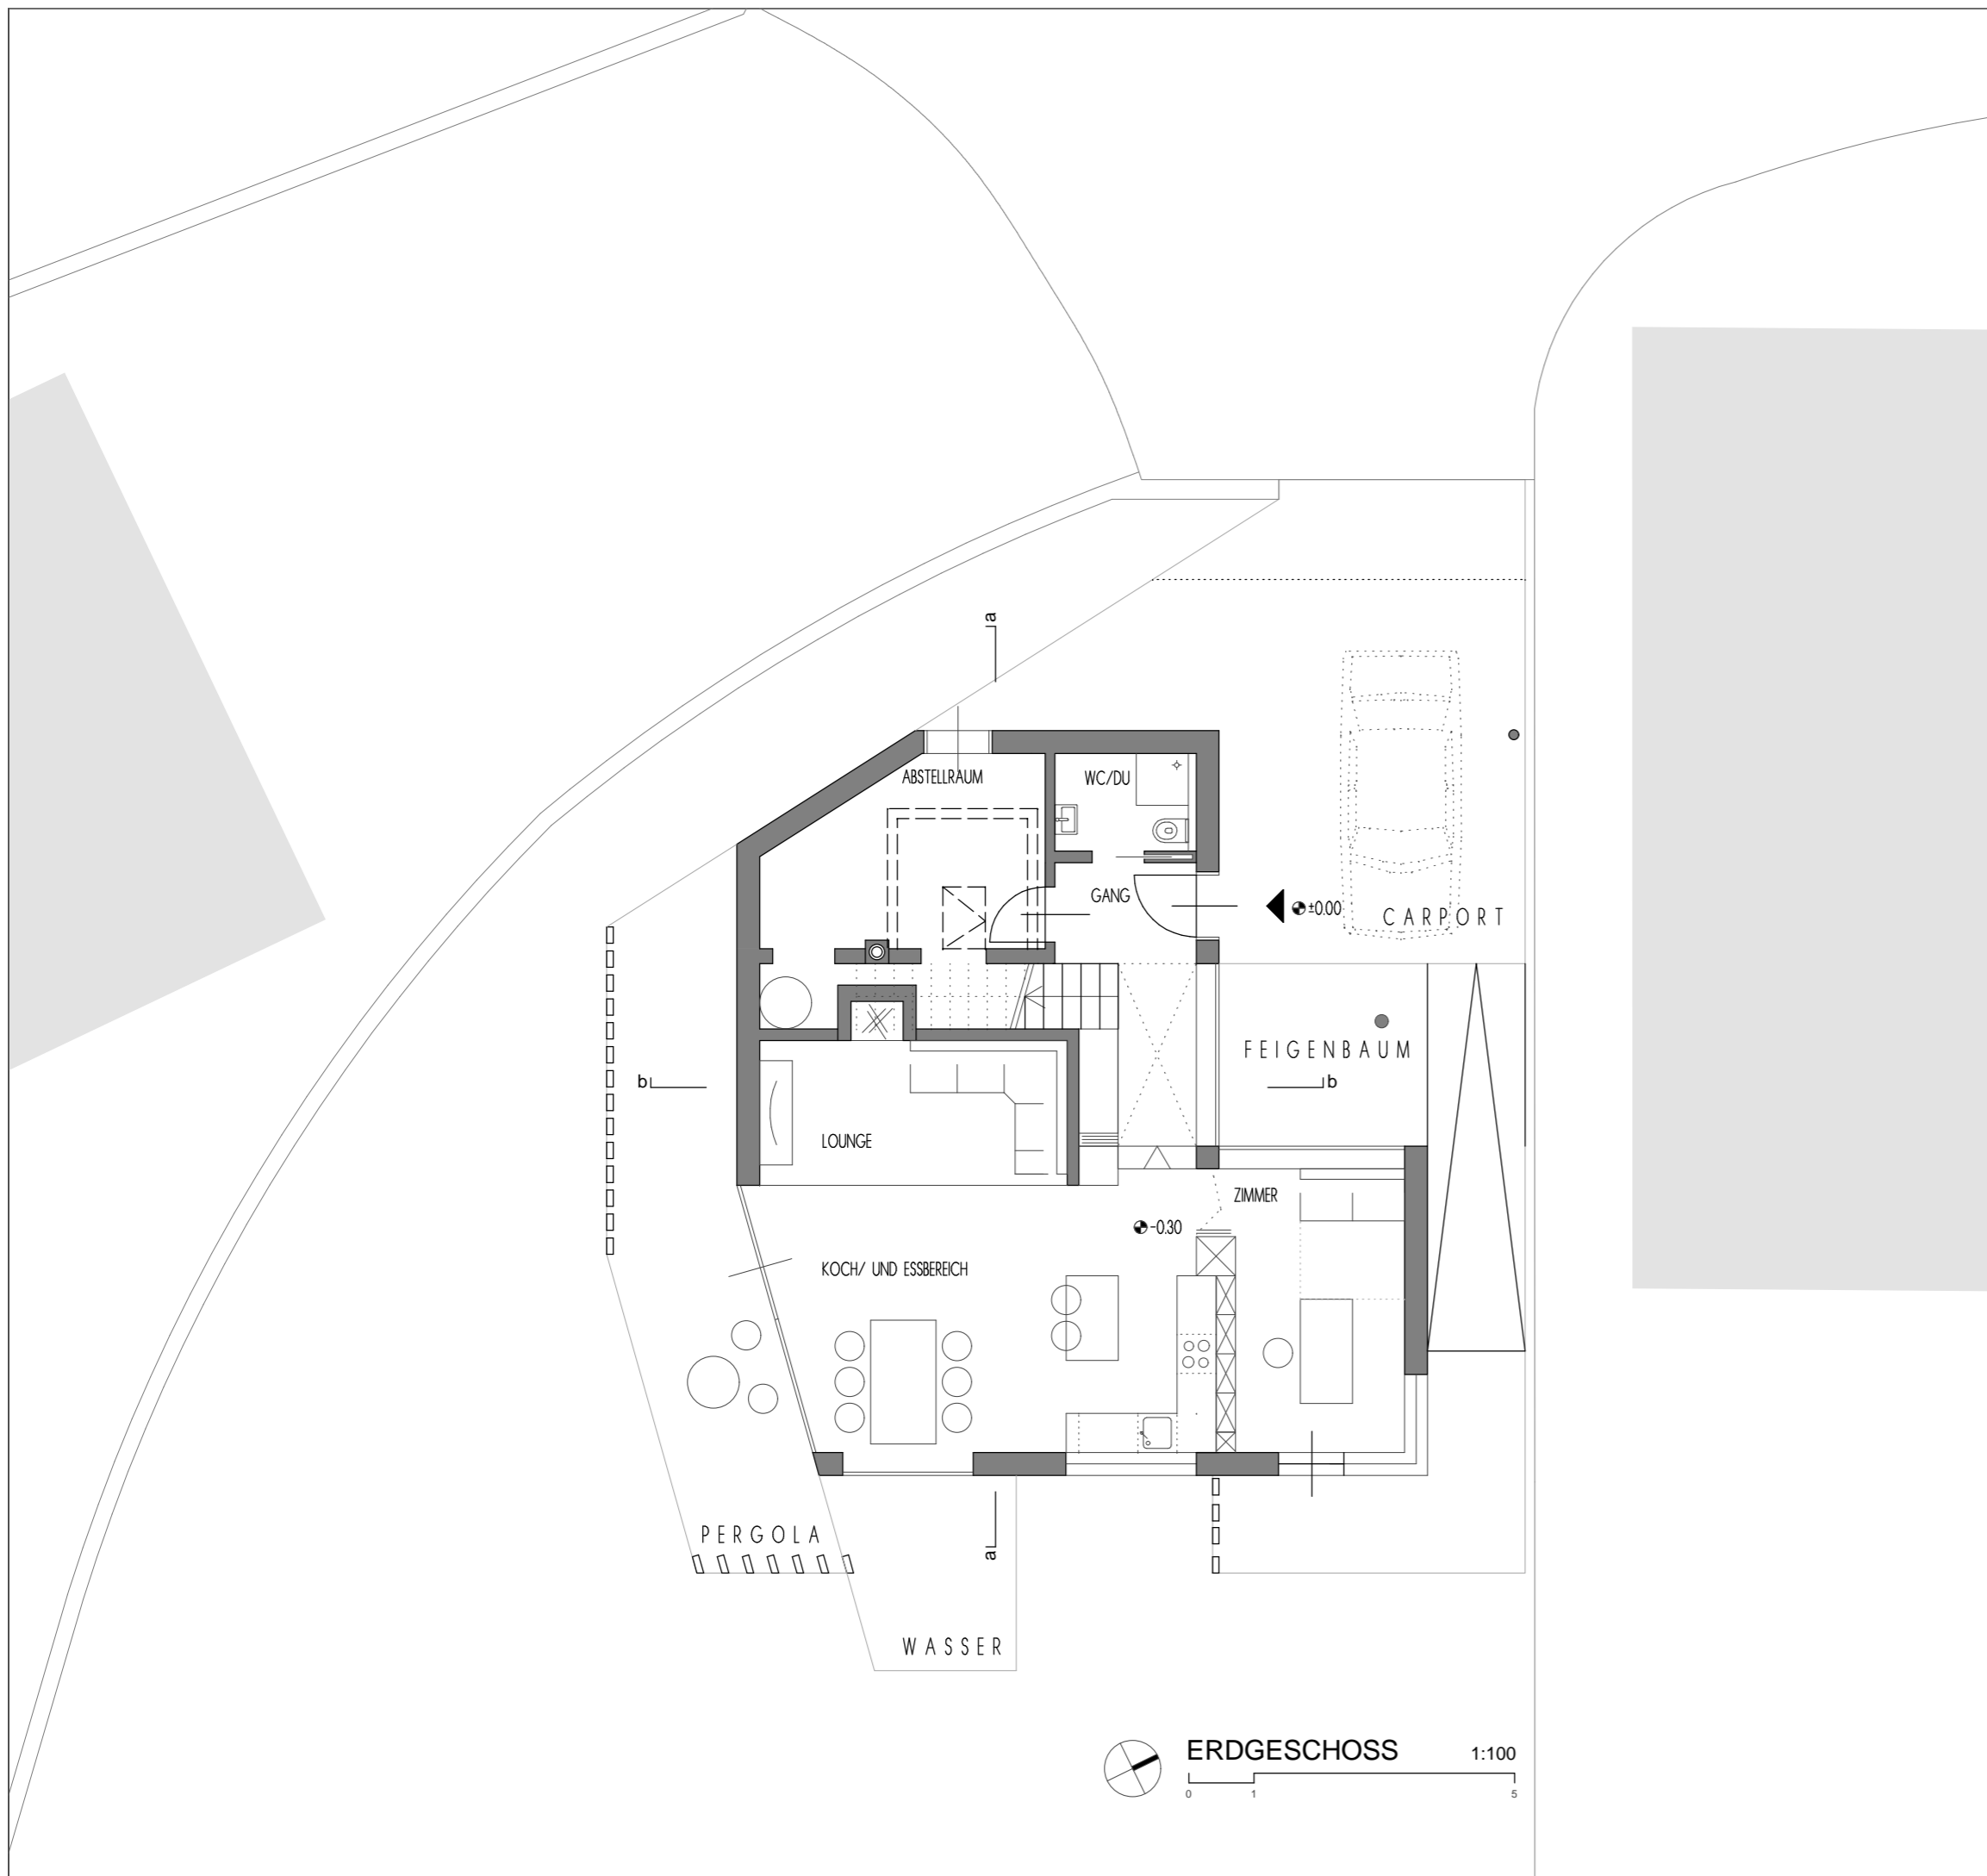 a
ABSTELLRAUM
WC/DU
GANG
±0.00
CARPORT
FEIGENBAUM
b
b
LOUNGE
ZIMMER
-0.30
KOCH/ UND ESSBEREICH
PERGOLA
a
WASSER
ERDGESCHOSS 1:100
0 1 5